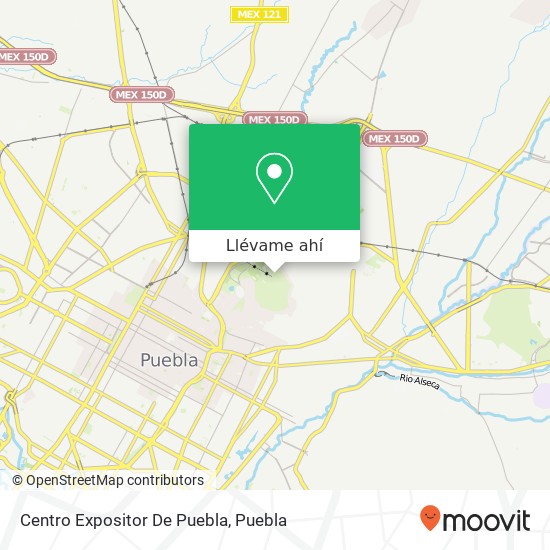 MEX 121
MEX 150D
MEX 150D
MEX 150D
MEX 150D
Llévame ahí
Puebla
Rio Alseca
© OpenStreetMap contributors
Centro Expositor De Puebla, Puebla
moovit